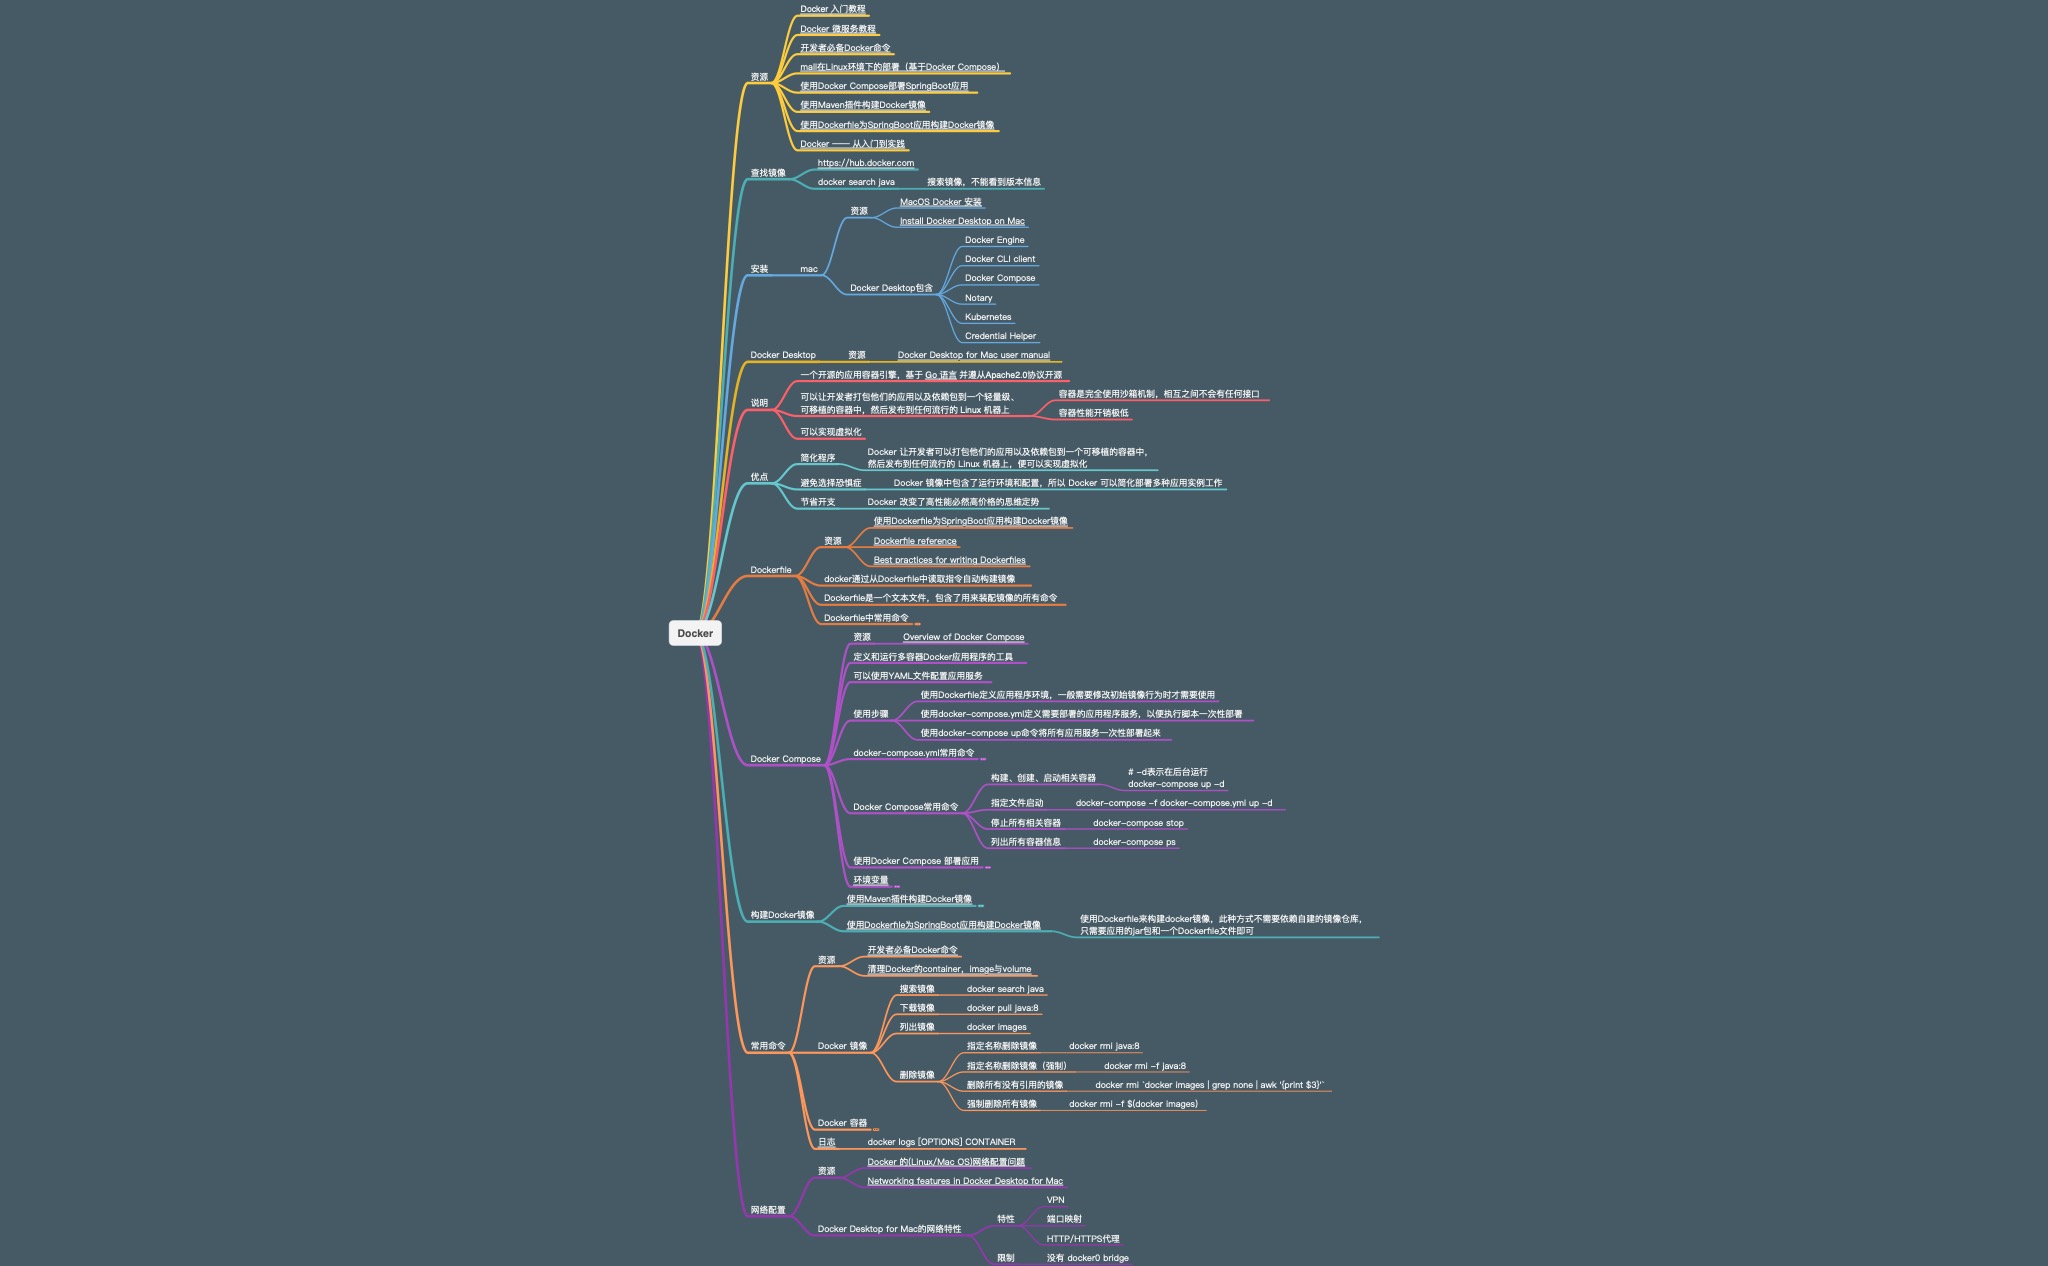 Docker 入门教程
Docker 微服务教程
开发者必备Docker命令
mall在Linux环境下的部署（基于Docker Compose）
资源
使用Docker Compose部署SpringBoot应用
使用Maven插件构建Docker镜像
使用Dockerfile为SpringBoot应用构建Docker镜像
Docker —— 从入门到实践
https://hub.docker.com
查找镜像
docker search java 搜索镜像，不能看到版本信息
MacOS Docker 安装
资源
Install Docker Desktop on Mac
Docker Engine
Docker CLI client
安装 mac
Docker Compose
Docker Desktop包含
Notary
Kubernetes
Credential Helper
Docker Desktop 资源 Docker Desktop for Mac user manual
一个开源的应用容器引擎，基于 Go 语言 并遵从Apache2.0协议开源
说明
可以让开发者打包他们的应用以及依赖包到一个轻量级、
可移植的容器中，然后发布到任何流行的 Linux 机器上
容器是完全使用沙箱机制，相互之间不会有任何接口
容器性能开销极低
可以实现虚拟化
简化程序
Docker 让开发者可以打包他们的应用以及依赖包到一个可移植的容器中，
然后发布到任何流行的 Linux 机器上，便可以实现虚拟化
优点
避免选择恐惧症 Docker 镜像中包含了运行环境和配置，所以 Docker 可以简化部署多种应用实例工作
节省开支 Docker 改变了高性能必然高价格的思维定势
使用Dockerfile为SpringBoot应用构建Docker镜像
资源 Dockerfile reference
Best practices for writing Dockerfiles
Dockerfile
docker通过从Dockerfile中读取指令自动构建镜像
Dockerfile是一个文本文件，包含了用来装配镜像的所有命令
Dockerfile中常用命令
Docker
资源 Overview of Docker Compose
定义和运行多容器Docker应用程序的工具
可以使用YAML文件配置应用服务
使用Dockerfile定义应用程序环境，一般需要修改初始镜像行为时才需要使用
使用步骤 使用docker-compose.yml定义需要部署的应用程序服务，以便执行脚本一次性部署
使用docker-compose up命令将所有应用服务一次性部署起来
docker-compose.yml常用命令
Docker Compose
构建、创建、启动相关容器
# -d表示在后台运行
docker-compose up -d
Docker Compose常用命令
指定文件启动 docker-compose -f docker-compose.yml up -d
停止所有相关容器 docker-compose stop
列出所有容器信息 docker-compose ps
使用Docker Compose 部署应用
环境变量
使用Maven插件构建Docker镜像
构建Docker镜像
使用Dockerfile为SpringBoot应用构建Docker镜像
使用Dockerfile来构建docker镜像，此种方式不需要依赖自建的镜像仓库，
只需要应用的jar包和一个Dockerfile文件即可
开发者必备Docker命令
资源
清理Docker的container，image与volume
搜索镜像 docker search java
下载镜像 docker pull java:8
列出镜像 docker images
常用命令
Docker 镜像
指定名称删除镜像 docker rmi java:8
指定名称删除镜像（强制） docker rmi -f java:8
删除镜像
删除所有没有引用的镜像 docker rmi `docker images | grep none | awk '{print $3}'`
强制删除所有镜像 docker rmi -f $(docker images)
Docker 容器
日志 docker logs [OPTIONS] CONTAINER
Docker 的(Linux/Mac OS)网络配置问题
资源
Networking features in Docker Desktop for Mac
网络配置
VPN
特性 端口映射
Docker Desktop for Mac的网络特性
HTTP/HTTPS代理
限制 没有 docker0 bridge